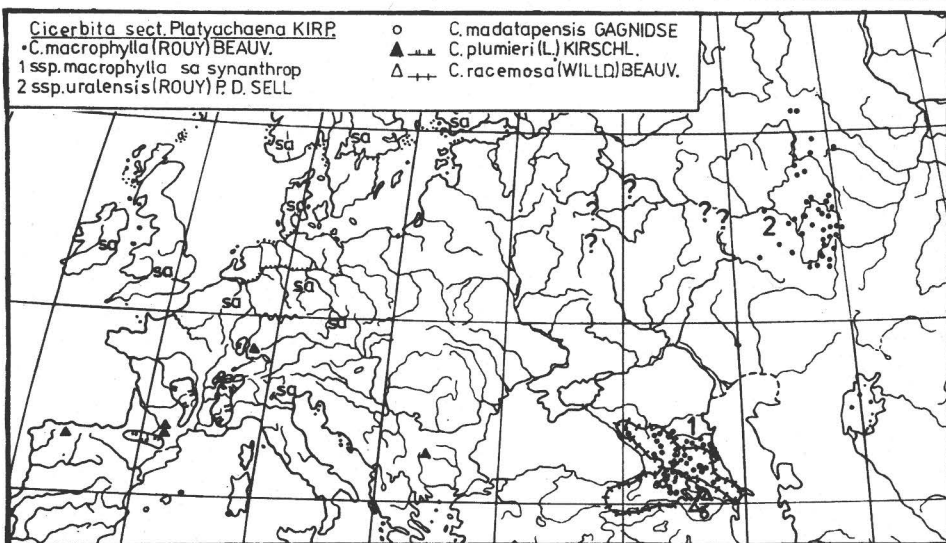 Cicerbita sect. Platyachaena KIRP.
•C. macrophylla (ROUY) BEAUV.
1 ssp. macrophylla sa synanthrop
2 ssp. uralensis (ROUY) P. D. SELL
C. madatapensis GAGNIDSE
C. plumieri (L.) KIRSCHL.
C. racemosa (WILLD) BEAUV.
sa
sa
sa
sa
?
?
?
? ?
2
sa
sa
sa
sa
sa
sa
1